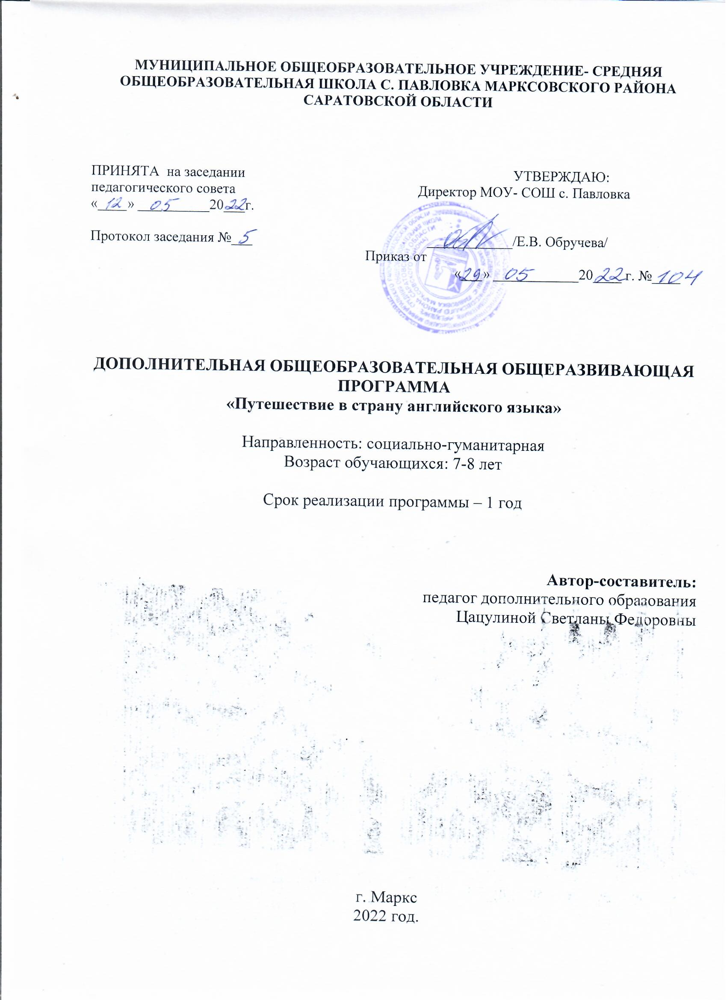 МУНИЦИПАЛЬНОЕ ОБЩЕОБРАЗОВАТЕЛЬНОЕ УЧРЕЖДЕНИЕ- СРЕДНЯЯ
ОБЩЕОБРАЗОВАТЕЛЬНАЯ ШКОЛА С. ПАВЛОВКА МАРКСОВСКОГО РАЙОНА
САРАТОВСКОЙ ОБЛАСТИ
ПРИНЯТА на заседании
педагогического совета
«12» 05 2022г.
Протокол заседания № 5
УТВЕРЖДАЮ:
Директор МОУ- СОШ с. Павловка
/Е.В. Обручева/
Приказ от
«29» 05 2022г. № 104
ДОПОЛНИТЕЛЬНАЯ ОБЩЕОБРАЗОВАТЕЛЬНАЯ ОБЩЕРАЗВИВАЮЩАЯ
ПРОГРАММА
«Путешествие в страну английского языка»
Направленность: социально-гуманитарная
Возраст обучающихся: 7-8 лет
Срок реализации программы – 1 год
Автор-составитель:
педагог дополнительного образования
Цацулиной Светланы Федоровны
г. Маркс
2022 год.